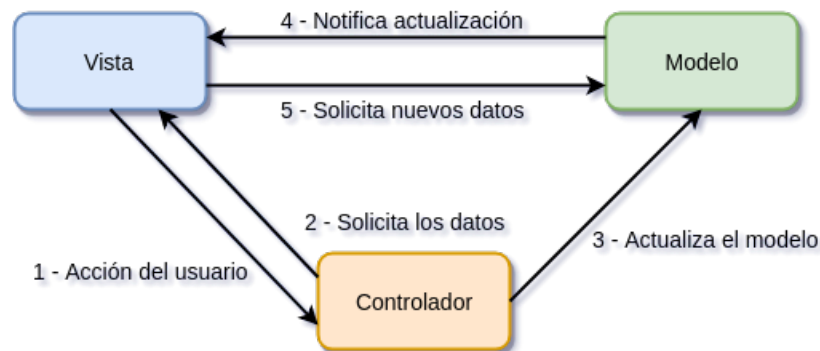 4 - Notifica actualización
Vista
Modelo
5 - Solicita nuevos datos
2 - Solicita los datos
3 - Actualiza el modelo
1 - Acción del usuario
Controlador